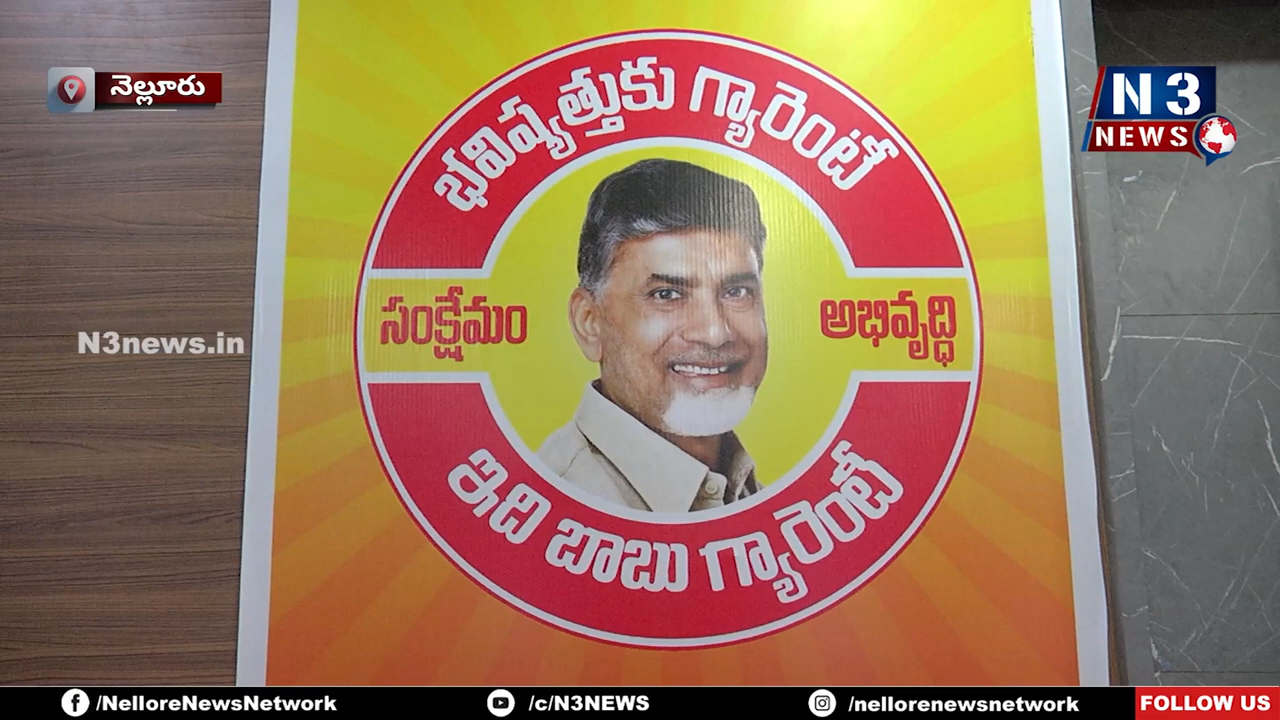 నెల్లూరు
N3
NEWS
భవిష్యత్తుకు గ్యారెంటీ
సంక్షేమం
అభివృద్ధి
ఇది బాబు గ్యారెంటీ
N3news.in
/NelloreNewsNetwork
/c/N3NEWS
/nellorenewsnetwork
FOLLOW US